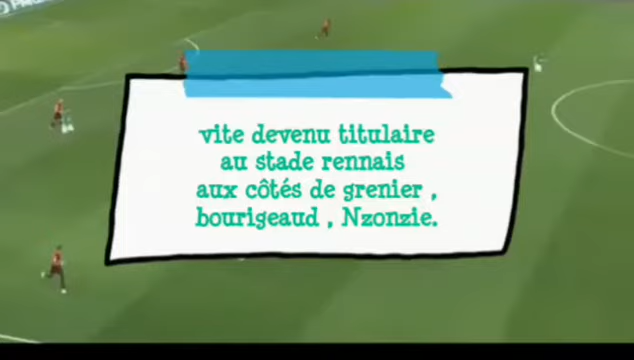 vite devenu titulaire
au stade rennais
aux côtés de grenier ,
bourigeaud , Nzonzie.